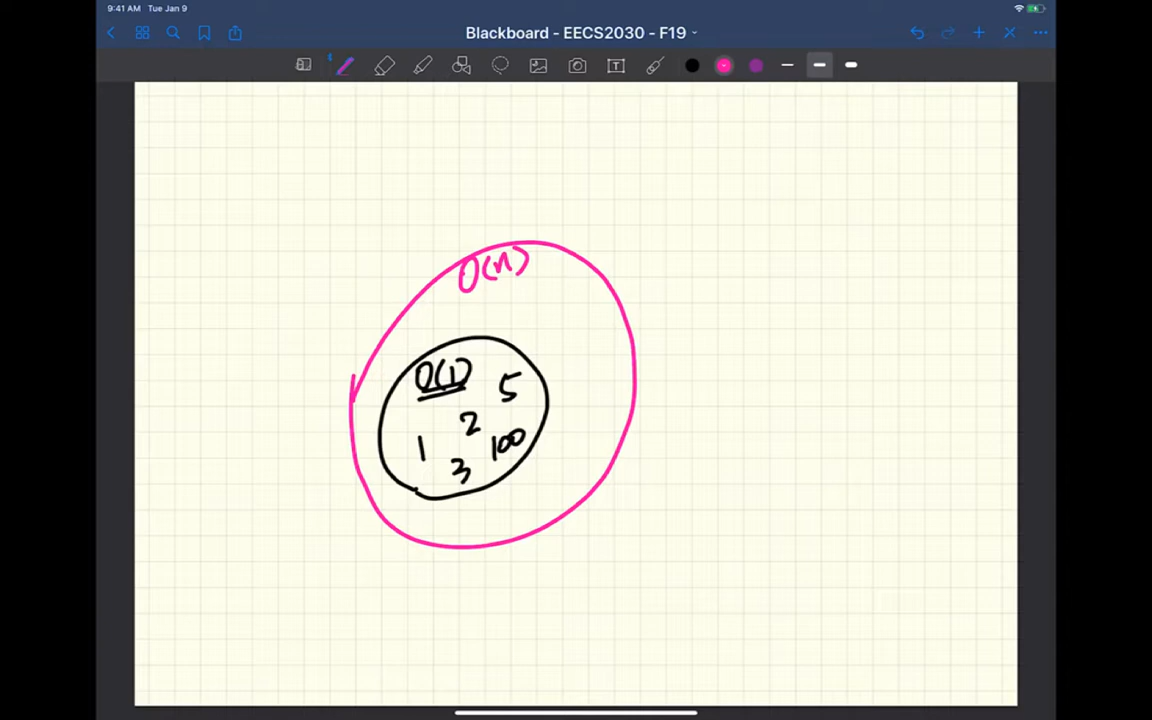 9:41 AM Tue Jan 9
Blackboard - EECS2030 - F19
T
O(n)
O(1) 5
2
1 100
3